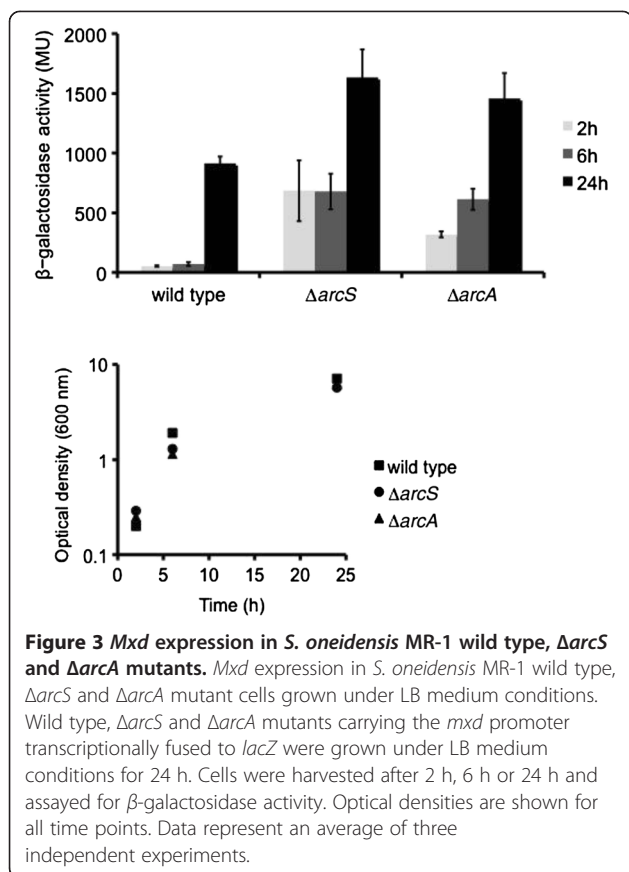 2000
1500
1000
500
0
β-galactosidase activity (MU)
2h
6h
24h
wild type
ΔarcS
ΔarcA
10
1
0.1
Optical density (600 nm)
0
5
10
15
20
25
Time (h)
wild type
ΔarcS
ΔarcA
Figure 3 Mxd expression in S. oneidensis MR-1 wild type, ΔarcS
and ΔarcA mutants. Mxd expression in S. oneidensis MR-1 wild type,
ΔarcS and ΔarcA mutant cells grown under LB medium conditions.
Wild type, ΔarcS and ΔarcA mutants carrying the mxd promoter
transcriptionally fused to lacZ were grown under LB medium
conditions for 24 h. Cells were harvested after 2 h, 6 h or 24 h and
assayed for β-galactosidase activity. Optical densities are shown for
all time points. Data represent an average of three
independent experiments.